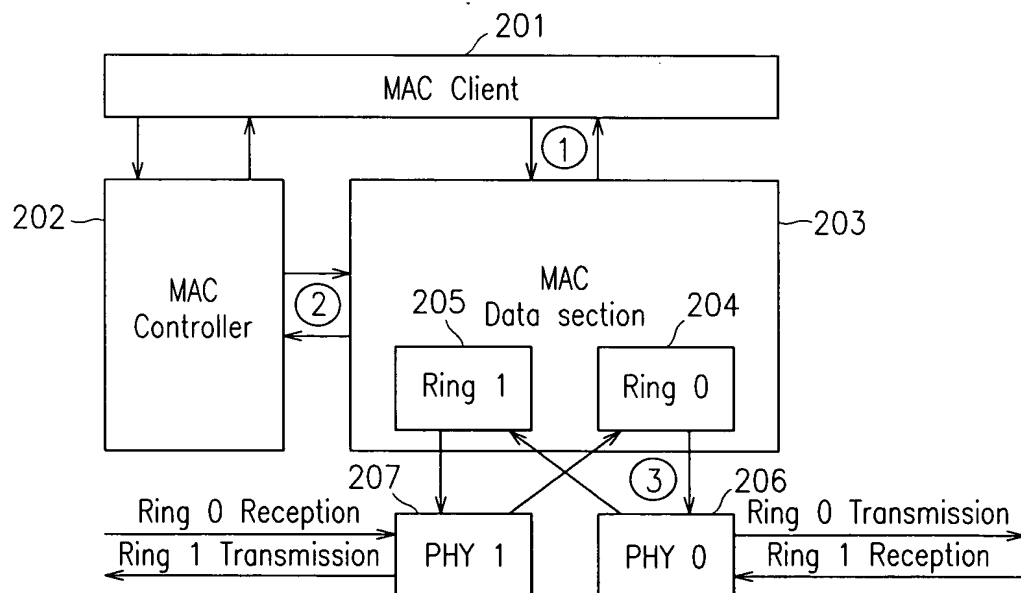 201
MAC Client
1
202
203
MAC
Controller
2
MAC
Data section
205
204
Ring 1
Ring 0
3
207
206
Ring 0 Reception
Ring 0 Transmission
Ring 1 Transmission
PHY 1
PHY 0
Ring 1 Reception